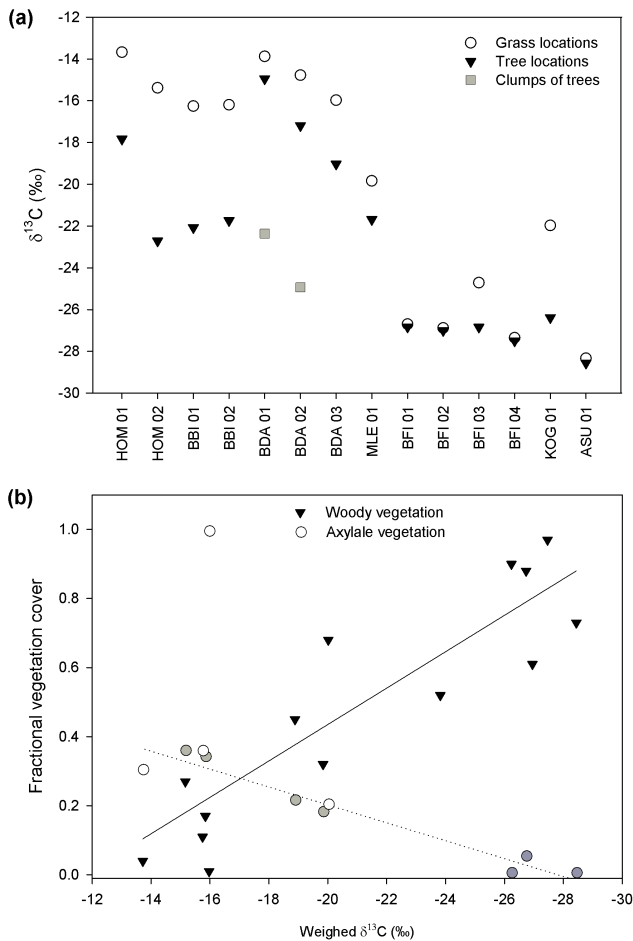 (a)
-12
-14
-16
-18
-20
-22
-24
-26
-28
-30
δ13C (‰)
Grass locations
Tree locations
Clumps of trees
HOM 01
HOM 02
BBI 01
BBI 02
BDA 01
BDA 02
BDA 03
MLE 01
BFI 01
BFI 02
BFI 03
BFI 04
KOG 01
ASU 01
(b)
Woody vegetation
Axylale vegetation
1.0
0.8
0.6
0.4
0.2
0.0
Fractional vegetation cover
-12 -14 -16 -18 -20 -22 -24 -26 -28 -30
Weighed δ13C (‰)